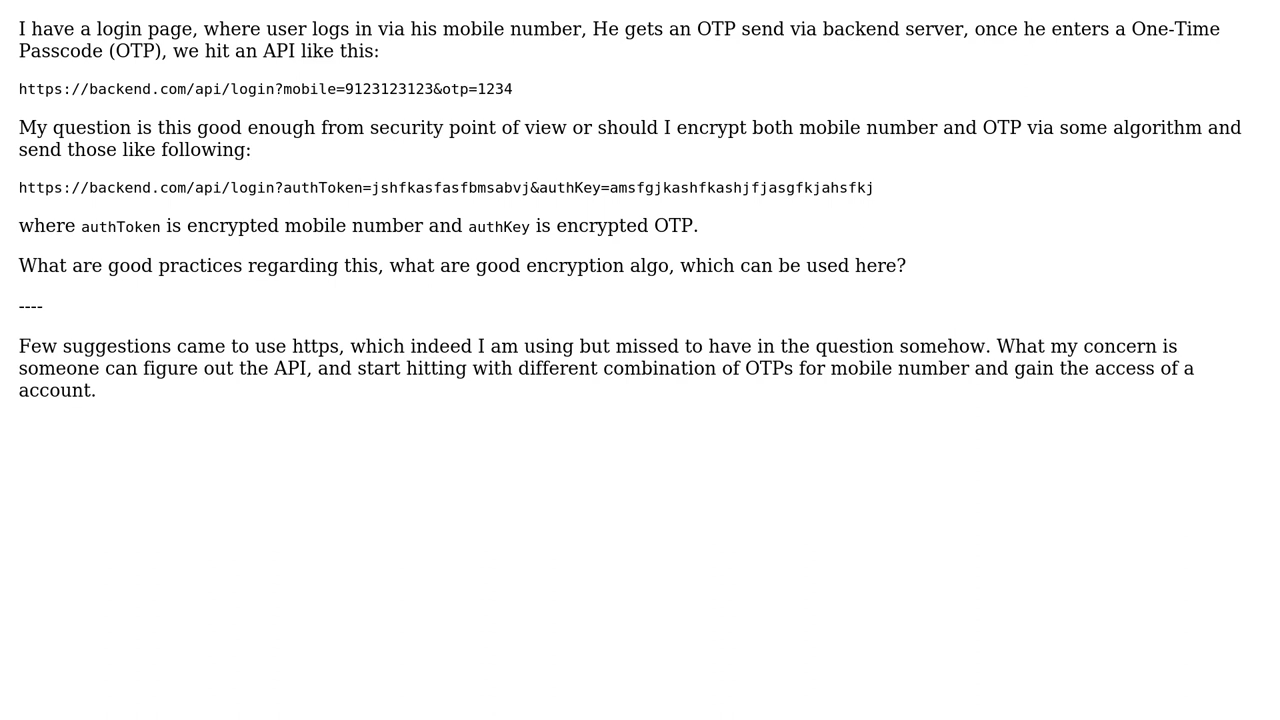 I have a login page, where user logs in via his mobile number, He gets an OTP send via backend server, once he enters a One-Time
Passcode (OTP), we hit an API like this:
https://backend.com/api/login?mobile=9123123123&otp=1234
My question is this good enough from security point of view or should I encrypt both mobile number and OTP via some algorithm and
send those like following:
https://backend.com/api/login?authToken=jshfkasfasfbmsabvj&authKey=amsfgjkashfkashjfjasgfkjahsfkj
where authToken is encrypted mobile number and authKey is encrypted OTP.
What are good practices regarding this, what are good encryption algo, which can be used here?
----
Few suggestions came to use https, which indeed I am using but missed to have in the question somehow. What my concern is
someone can figure out the API, and start hitting with different combination of OTPs for mobile number and gain the access of a
account.